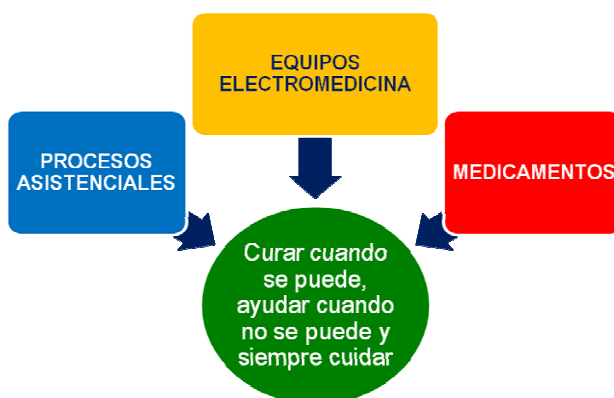 EQUIPOS
ELECTROMEDICINA
PROCESOS
ASISTENCIALES
MEDICAMENTOS
Curar cuando
se puede,
ayudar cuando
no se puede y
siempre cuidar